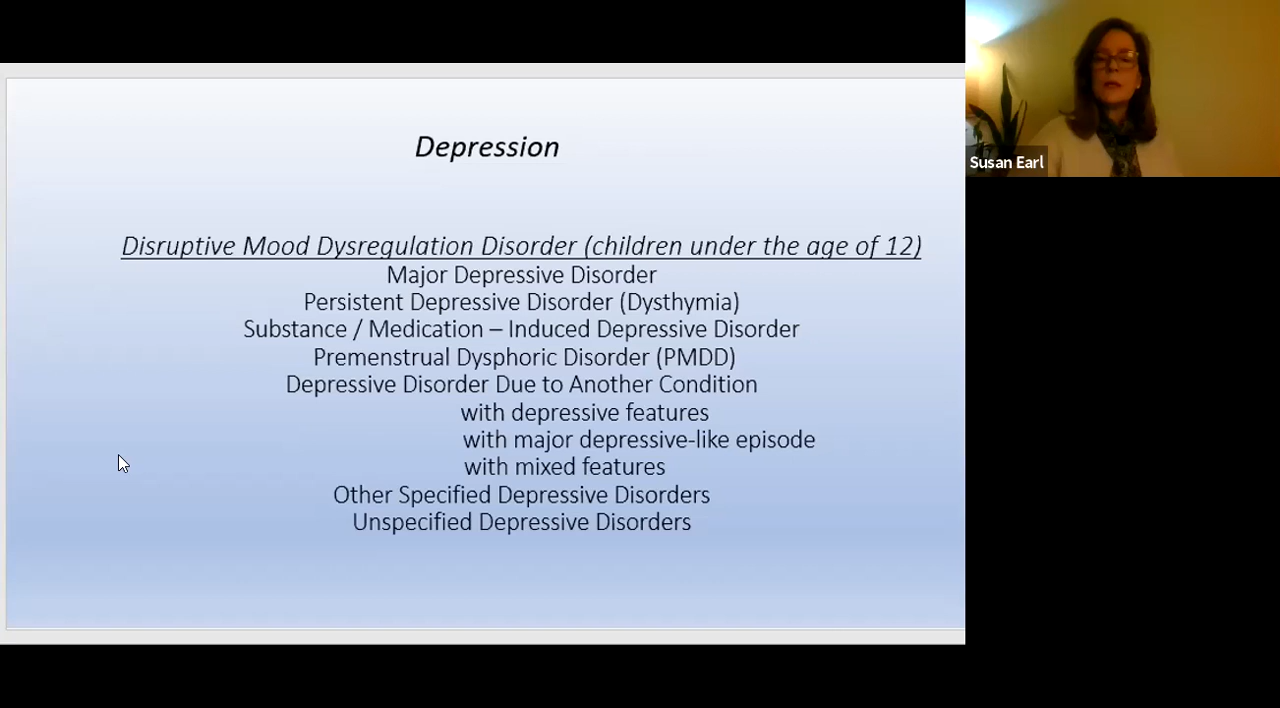 Depression
Disruptive Mood Dysregulation Disorder (children under the age of 12)
Major Depressive Disorder
Persistent Depressive Disorder (Dysthymia)
Substance / Medication – Induced Depressive Disorder
Premenstrual Dysphoric Disorder (PMDD)
Depressive Disorder Due to Another Condition
with depressive features
with major depressive-like episode
with mixed features
Other Specified Depressive Disorders
Unspecified Depressive Disorders
Susan Earl